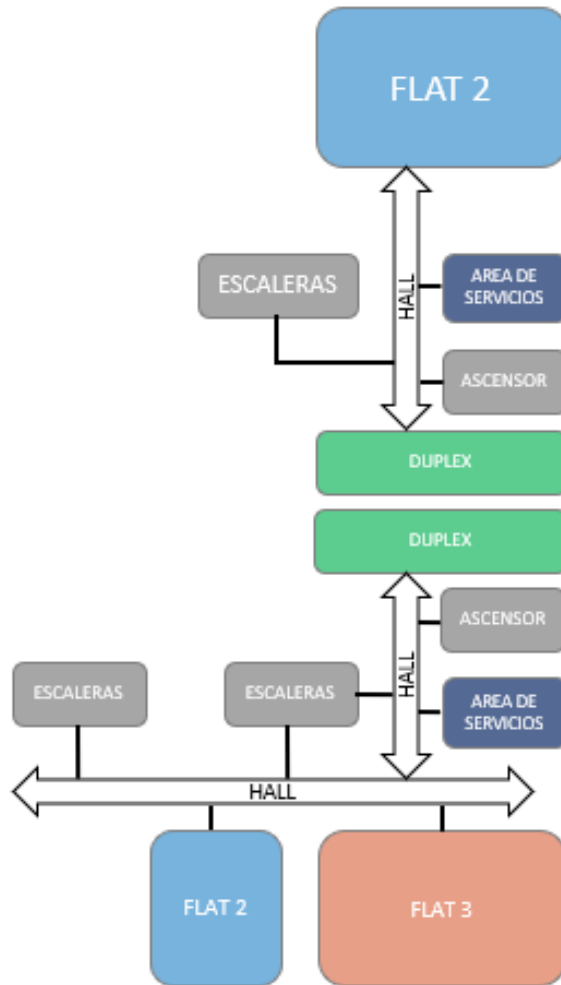 FLAT 2
ESCALERAS
HALL
AREA DE
SERVICIOS
ASCENSOR
DUPLEX
DUPLEX
ASCENSOR
ESCALERAS
ESCALERAS
HALL
AREA DE
SERVICIOS
HALL
FLAT 2
FLAT 3